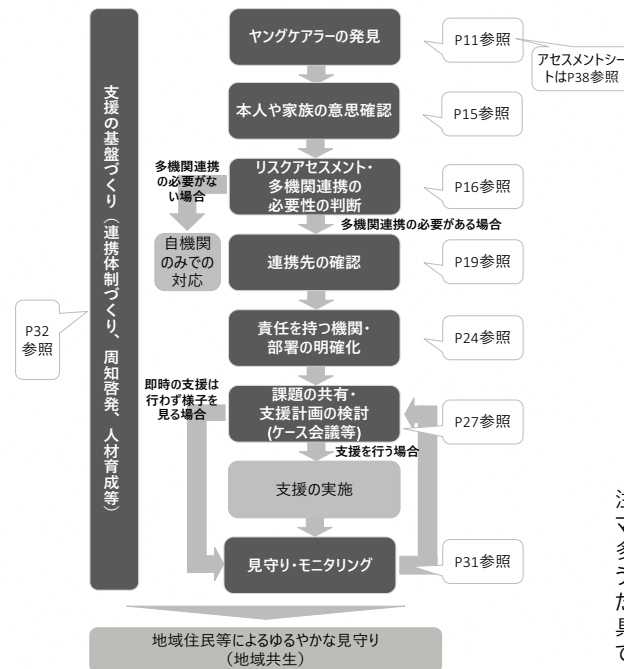 ヤングケアラーの発見
P11参照
アセスメントシー
トはP38参照
本人や家族の意思確認
P15参照
多機関連携
の必要がな
い場合
リスクアセスメント・
多機関連携の
必要性の判断
P16参照
多機関連携の必要がある場合
自機関
のみでの
対応
連携先の確認
P19参照
責任を持つ機関・
部署の明確化
P24参照
即時の支援は
行わず様子を
見る場合
課題の共有・
支援計画の検討
(ケース会議等)
P27参照
支援を行う場合
支援の実施
見守り・モニタリング
P31参照
支援の基盤づくり（連携体制づくり、周知啓発、人材育成等）
P32
参照
地域住民等によるゆるやかな見守り
（地域共生）
注
マ
多
う
た
具
で